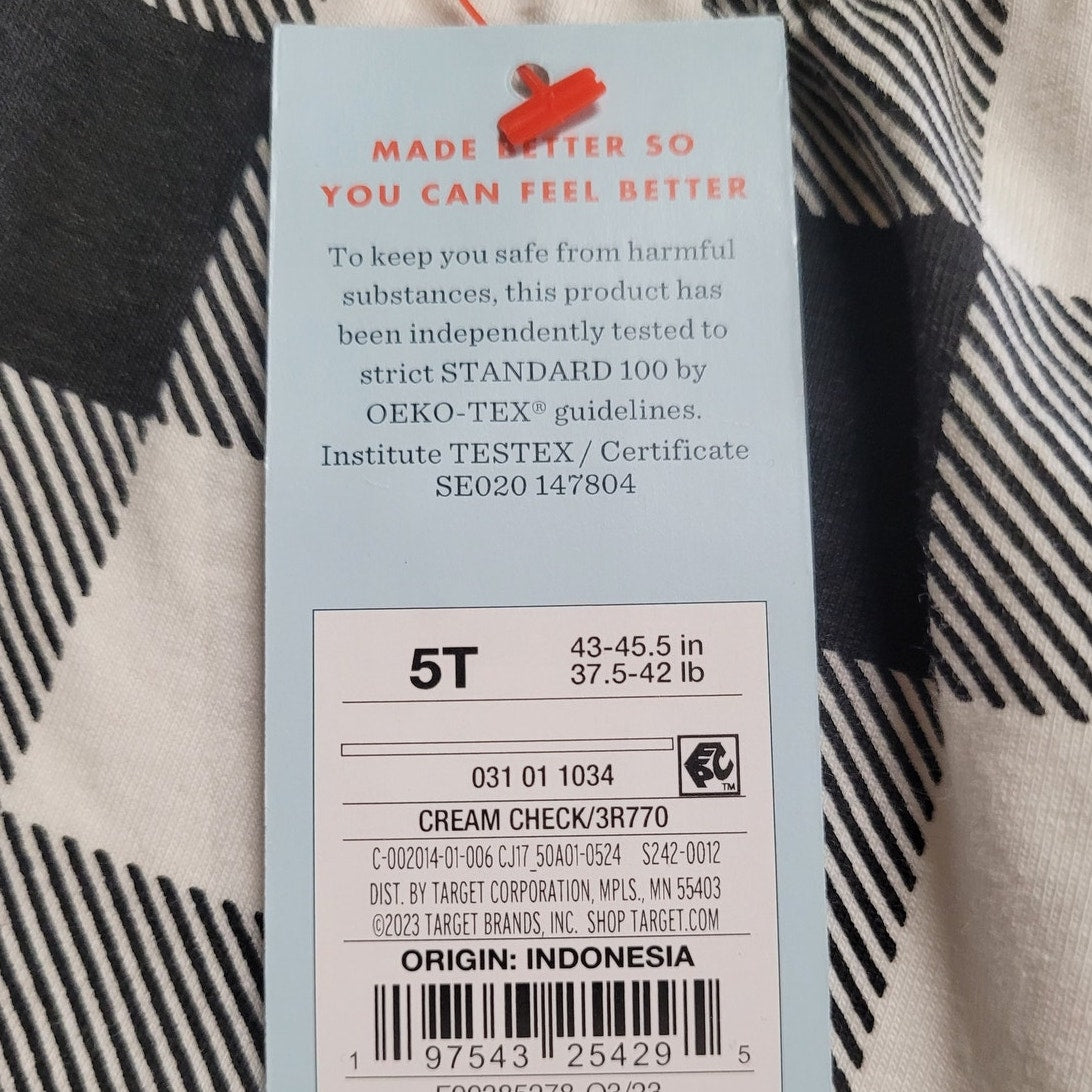 MADE BETTER SO
YOU CAN FEEL BETTER
To keep you safe from harmful
substances, this product has
been independently tested to
strict STANDARD 100 by
OEKO-TEX® guidelines.
Institute TESTEX / Certificate
SE020 147804
5T
43-45.5 in
37.5-42 lb
EPC TM
031 01 1034
CREAM CHECK/3R770
C-002014-01-006 CJ17_50A01-0524 S242-0012
DIST. BY TARGET CORPORATION, MPLS., MN 55403
©2023 TARGET BRANDS, INC. SHOP TARGET.COM
ORIGIN: INDONESIA
1 97543 25429 5